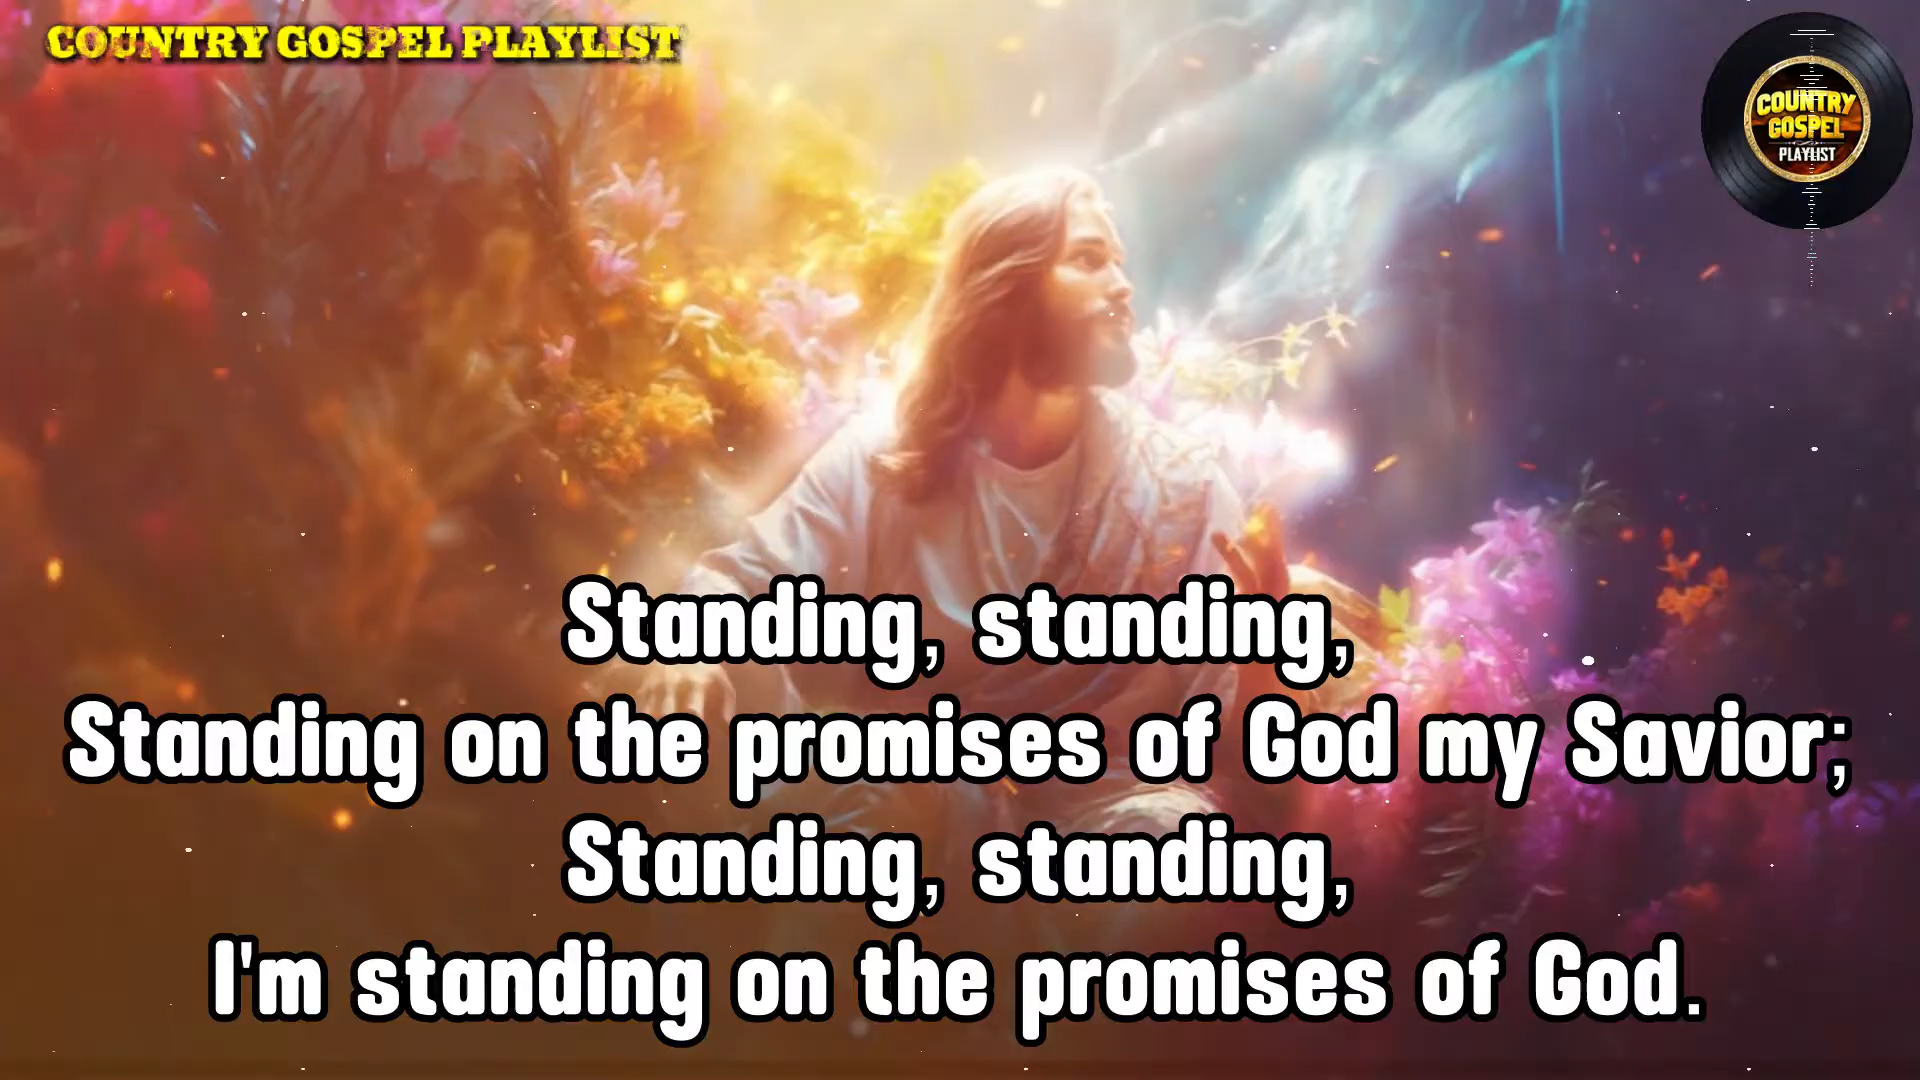 COUNTRY GOSPEL PLAYLIST
COUNTRY
GOSPEL
PLAYLIST
Standing, standing,
Standing on the promises of God my Savior;
Standing, standing,
I'm standing on the promises of God.